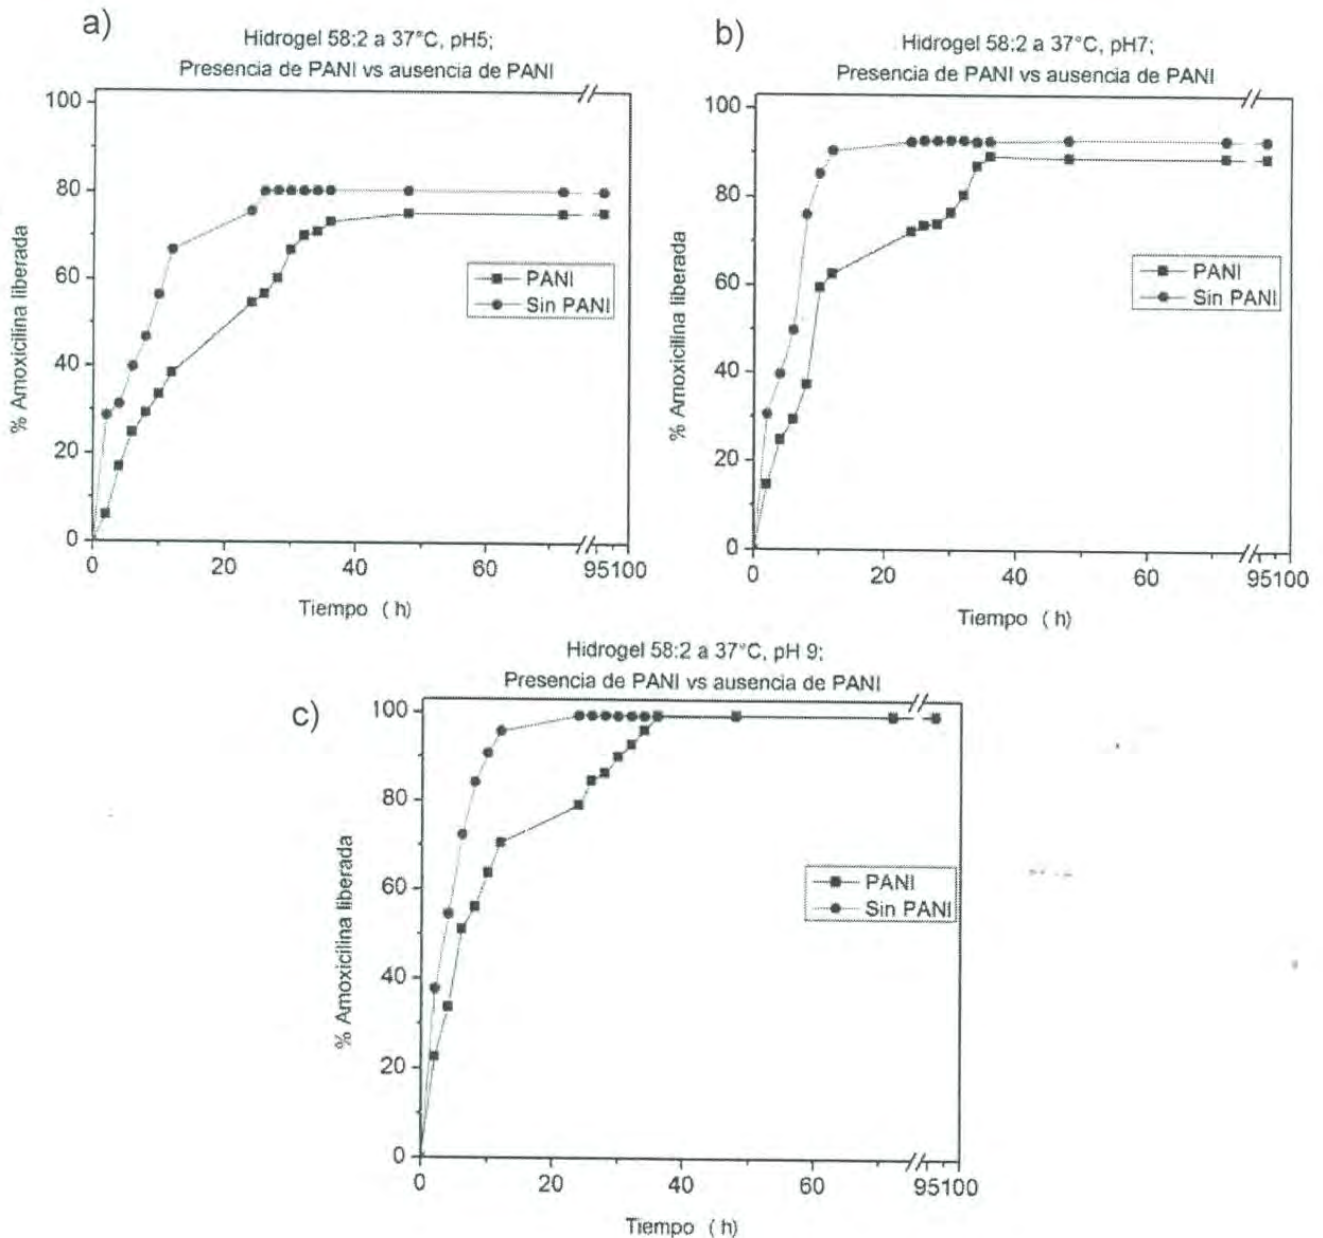 a)
Hidrogel 58:2 a 37°C, pH5;
Presencia de PANI vs ausencia de PANI
100
80
60
40
20
0
% Amoxicilina liberada
PANI
Sin PANI
0 20 40 60 95100
Tiempo ( h)
b)
Hidrogel 58:2 a 37°C, pH7;
Presencia de PANI vs ausencia de PANI
100
80
60
40
20
0
% Amoxicilina liberada
PANI
Sin PANI
0 20 40 60 95100
Tiempo ( h)
c)
Hidrogel 58:2 a 37°C, pH 9;
Presencia de PANI vs ausencia de PANI
100
80
60
40
20
0
% Amoxicilina liberada
PANI
Sin PANI
0 20 40 60 95100
Tiempo ( h)